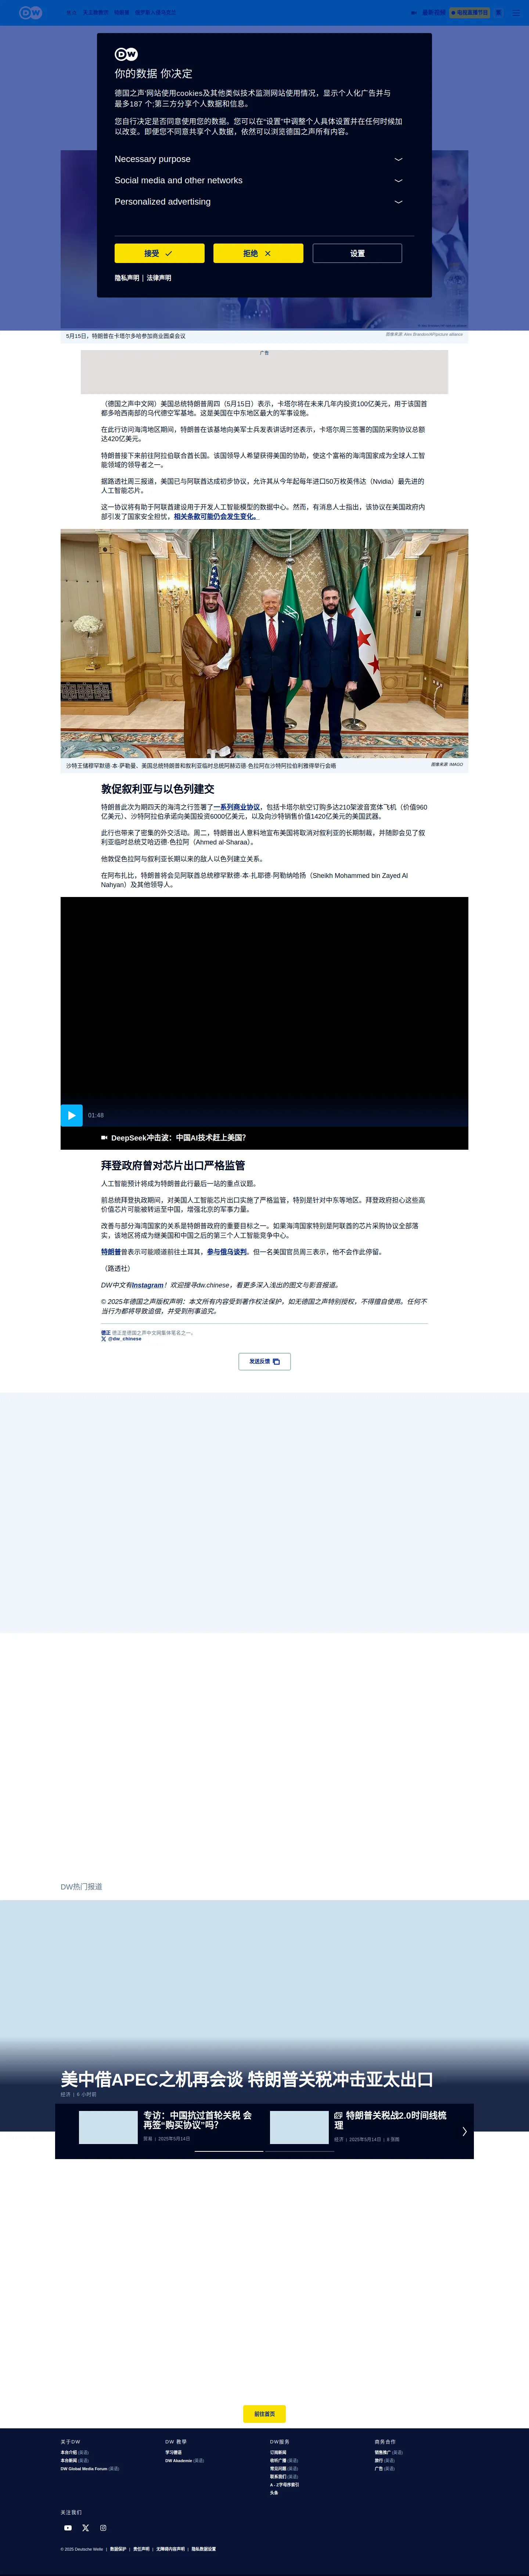 DW
你的数据 你决定
德国之声‘网站使用cookies及其他类似技术监测网站使用情况，显示个人化广告并与
最多187 个;第三方分享个人数据和信息。
您自行决定是否同意使用您的数据。您可以在“设置”中调整个人具体设置并在任何时候加
以改变。即使您不同意共享个人数据，依然可以浏览德国之声所有内容。
Necessary purpose
Social media and other networks
Personalized advertising
接受
拒绝
设置
隐私声明 | 法律声明
5月15日，特朗普在卡塔尔多哈参加商业圆桌会议
图像来源: Alex Brandon/AP/picture alliance
广告
（德国之声中文网）美国总统特朗普周四（5月15日）表示，卡塔尔将在未来几年内投资100亿美元，用于该国首
都多哈西南部的乌代德空军基地。这是美国在中东地区最大的军事设施。
在此行访问海湾地区期间，特朗普在该基地向美军士兵发表讲话时还表示，卡塔尔周三签署的国防采购协议总额
达420亿美元。
特朗普接下来前往阿拉伯联合酋长国。该国领导人希望获得美国的协助，使这个富裕的海湾国家成为全球人工智
能领域的领导者之一。
据路透社周三报道，美国已与阿联酋达成初步协议，允许其从今年起每年进口50万枚英伟达（Nvidia）最先进的
人工智能芯片。
这一协议将有助于阿联酋建设用于开发人工智能模型的数据中心。然而，有消息人士指出，该协议在美国政府内
部引发了国家安全担忧，相关条款可能仍会发生变化。
沙特王储穆罕默德·本·萨勒曼、美国总统特朗普和叙利亚临时总统阿赫迈德·色拉阿在沙特阿拉伯利雅得举行会晤
图像来源: IMAGO
敦促叙利亚与以色列建交
特朗普此次为期四天的海湾之行签署了一系列商业协议，包括卡塔尔航空订购多达210架波音宽体飞机（价值960
亿美元）、沙特阿拉伯承诺向美国投资6000亿美元，以及向沙特销售价值1420亿美元的美国武器。
此行也带来了密集的外交活动。周二，特朗普出人意料地宣布美国将取消对叙利亚的长期制裁，并随即会见了叙
利亚临时总统艾哈迈德·色拉阿（Ahmed al-Sharaa）。
他敦促色拉阿与叙利亚长期以来的敌人以色列建立关系。
在阿布扎比，特朗普将会见阿联酋总统穆罕默德·本·扎耶德·阿勒纳哈扬（Sheikh Mohammed bin Zayed Al
Nahyan）及其他领导人。
01:48
DeepSeek冲击波：中国AI技术赶上美国?
拜登政府曾对芯片出口严格监管
人工智能预计将成为特朗普此行最后一站的重点议题。
前总统拜登执政期间，对美国人工智能芯片出口实施了严格监管，特别是针对中东等地区。拜登政府担心这些高
价值芯片可能被转运至中国，增强北京的军事力量。
改善与部分海湾国家的关系是特朗普政府的重要目标之一。如果海湾国家特别是阿联酋的芯片采购协议全部落
实，该地区将成为继美国和中国之后的第三个人工智能竞争中心。
特朗普曾表示可能顺道前往土耳其，参与俄乌谈判。但一名美国官员周三表示，他不会作此停留。
（路透社）
DW中文有Instagram！欢迎搜寻dw.chinese，看更多深入浅出的图文与影音报道。
© 2025年德国之声版权声明：本文所有内容受到著作权法保护，如无德国之声特别授权，不得擅自使用。任何不
当行为都将导致追偿，并受到刑事追究。
德正 德正是德国之声中文网集体笔名之一。
@dw_chinese
发送反馈
DW热门报道
美中借APEC之机再会谈 特朗普关税冲击亚太出口
经济 | 6 小时前
专访：中国抗过首轮关税 会
再签“购买协议”吗？
贸易 | 2025年5月14日
特朗普关税战2.0时间线梳
理
经济 | 2025年5月14日 | 8 张图
前往首页
关于DW
本台介绍 (英语)
本台新闻 (英语)
DW Global Media Forum (英语)
DW 教学
学习德语
DW Akademie (英语)
DW服务
订阅新闻
收听广播 (英语)
常见问题 (英语)
联系我们 (英语)
A - Z字母序索引
头条
商务合作
销售推广 (英语)
旅行 (英语)
广告 (英语)
关注我们
© 2025 Deutsche Welle | 数据保护 | 责任声明 | 无障碍内容声明 | 隐私数据设置